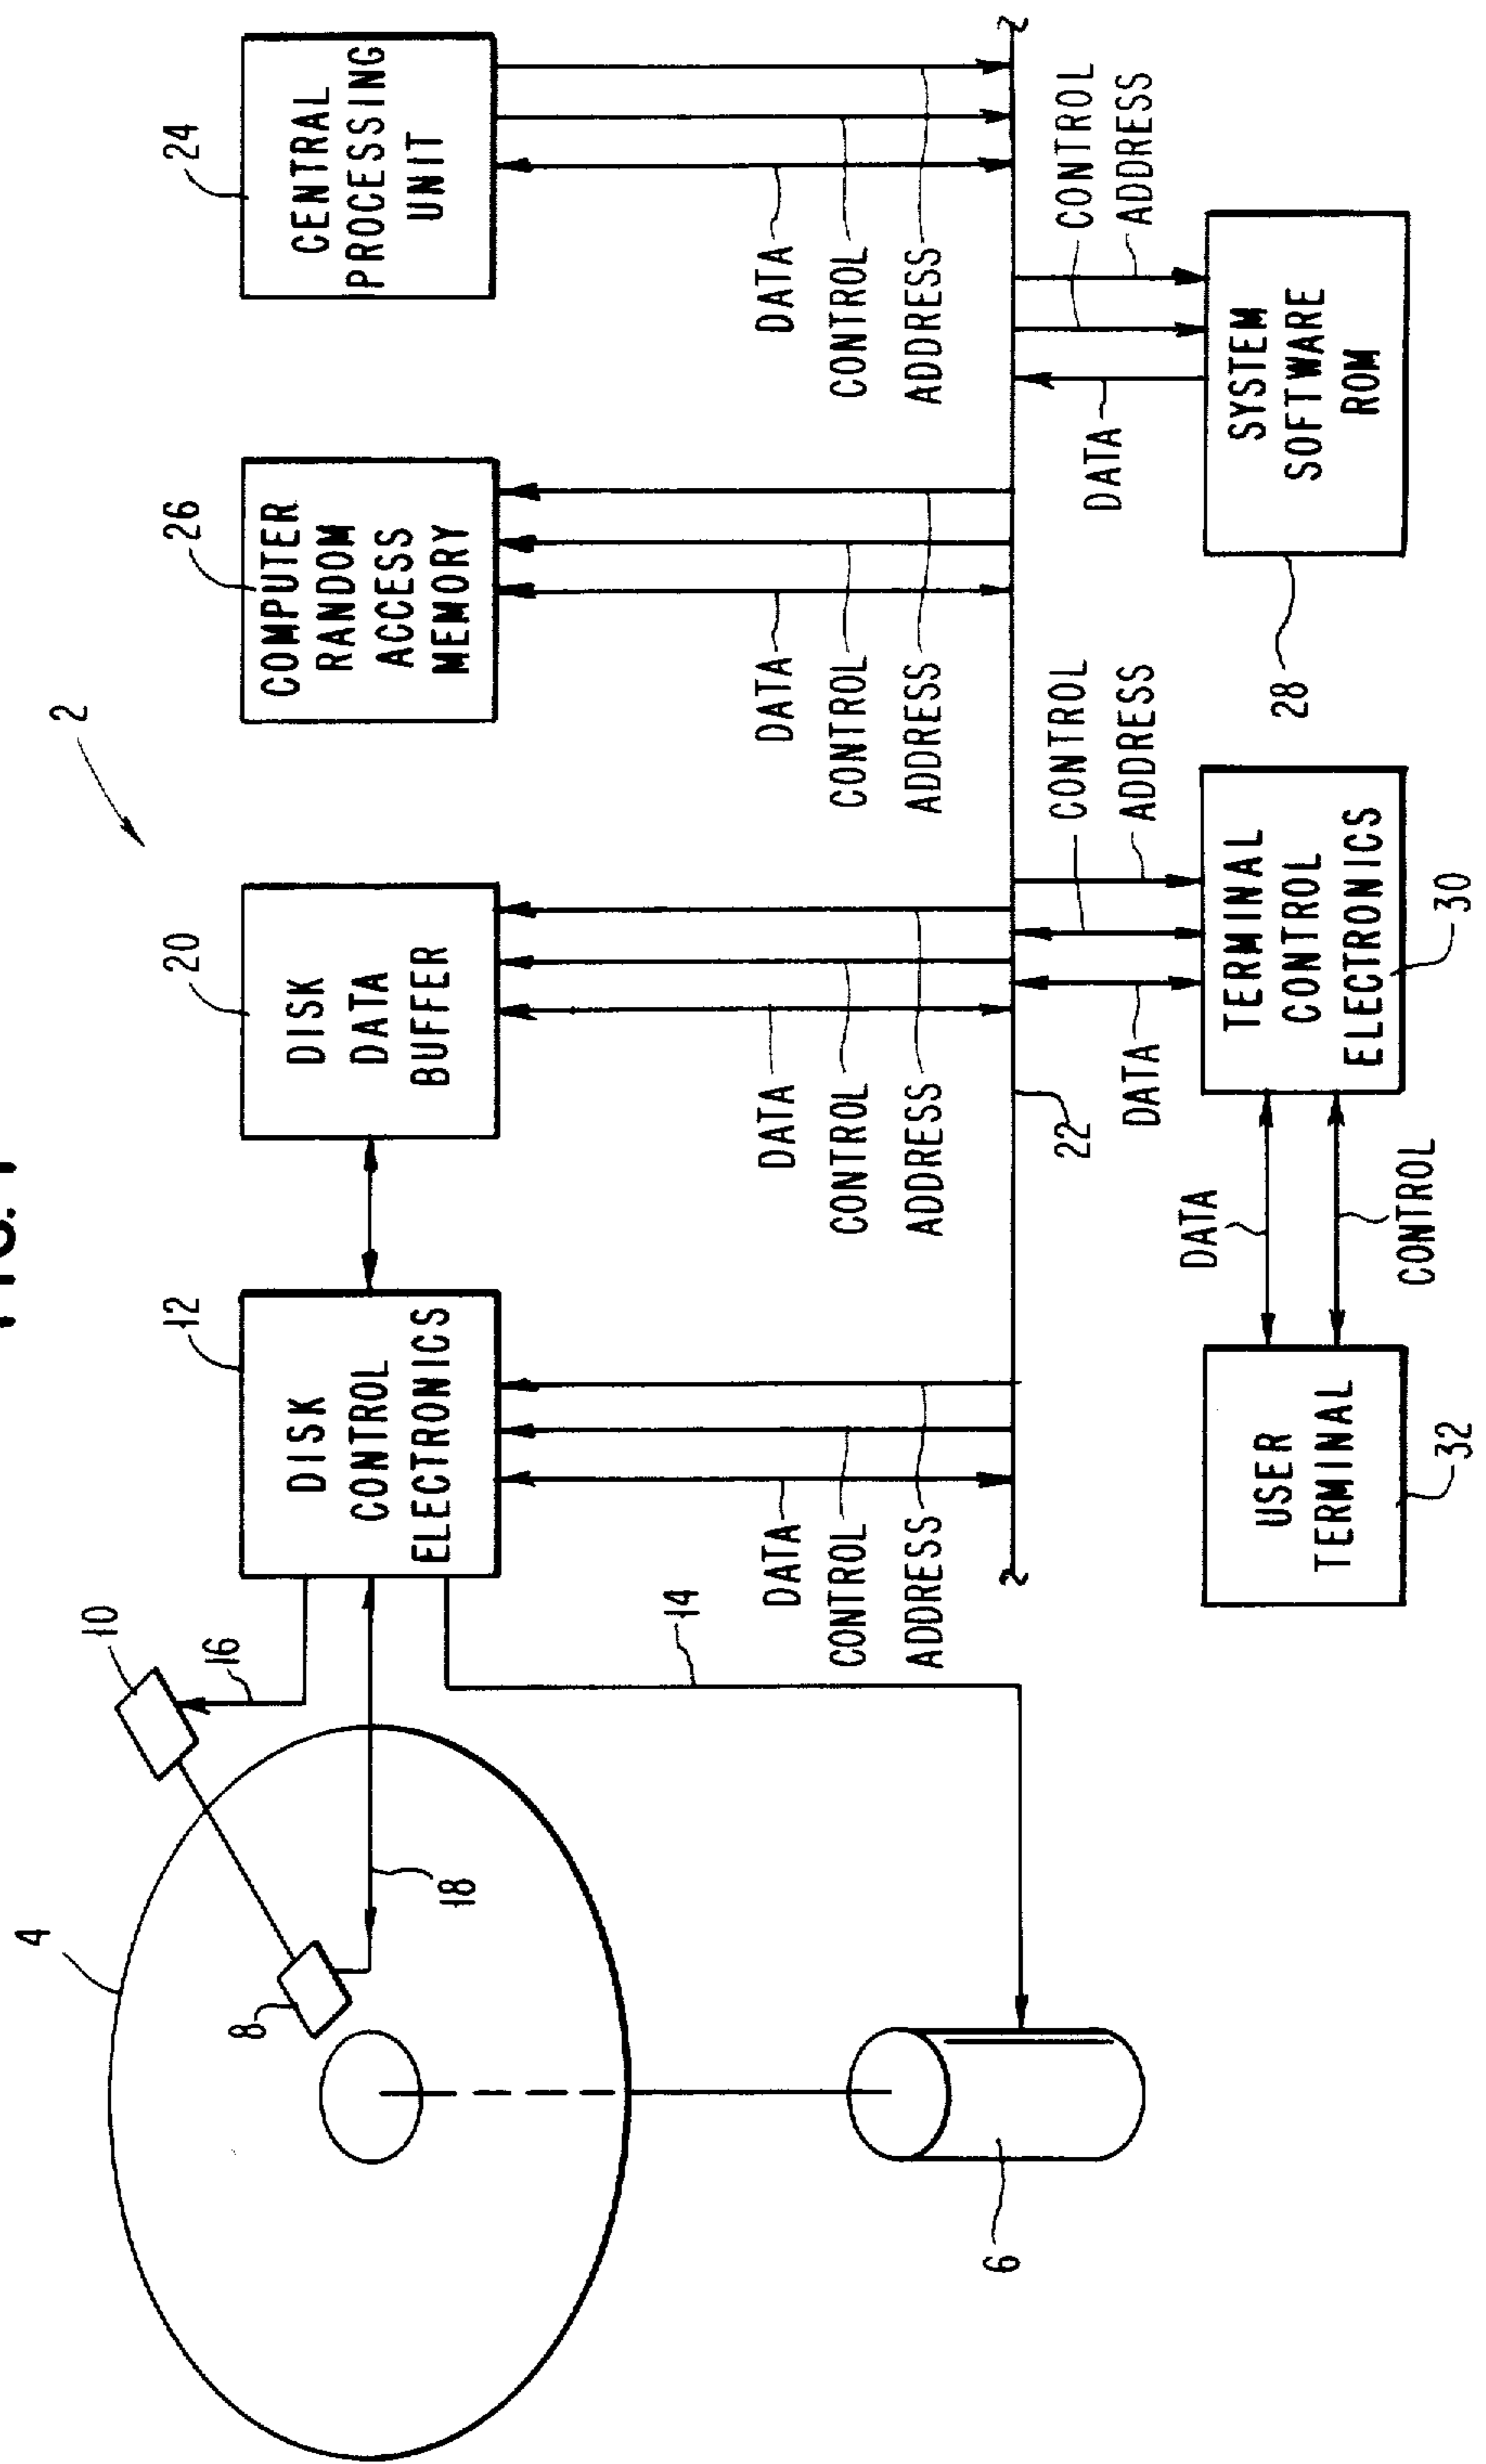 2
4
10
16
8
18
14
6
12
DISK
CONTROL
ELECTRONICS
20
DISK
DATA
BUFFER
26
COMPUTER
RANDOM
ACCESS
MEMORY
24
CENTRAL
PROCESSING
UNIT
DATA
CONTROL
ADDRESS
DATA
CONTROL
ADDRESS
DATA
CONTROL
ADDRESS
DATA
CONTROL
ADDRESS
22
DATA
CONTROL
ADDRESS
DATA
CONTROL
ADDRESS
USER
TERMINAL
32
DATA
CONTROL
TERMINAL
CONTROL
ELECTRONICS
30
SYSTEM
SOFTWARE
ROM
28